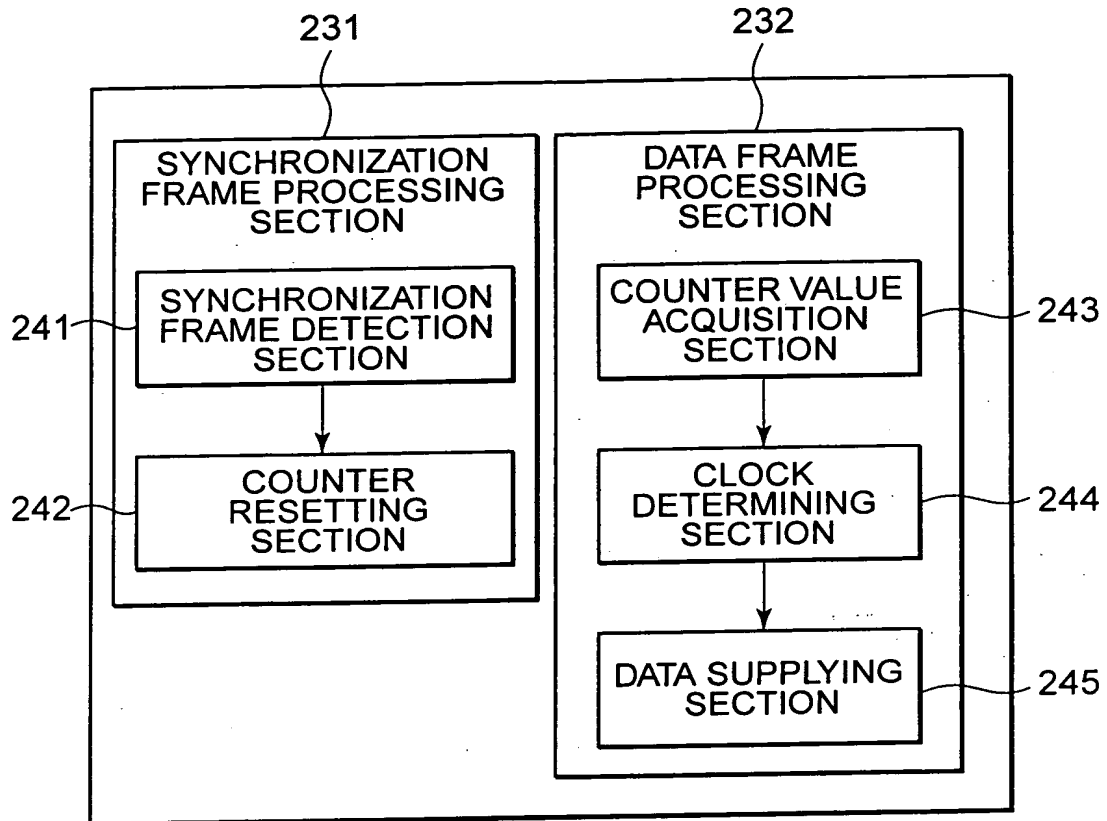 231
232
SYNCHRONIZATION
FRAME PROCESSING
SECTION
241
SYNCHRONIZATION
FRAME DETECTION
SECTION
242
COUNTER
RESETTING
SECTION
DATA FRAME
PROCESSING
SECTION
COUNTER VALUE
ACQUISITION
SECTION
243
CLOCK
DETERMINING
SECTION
244
DATA SUPPLYING
SECTION
245